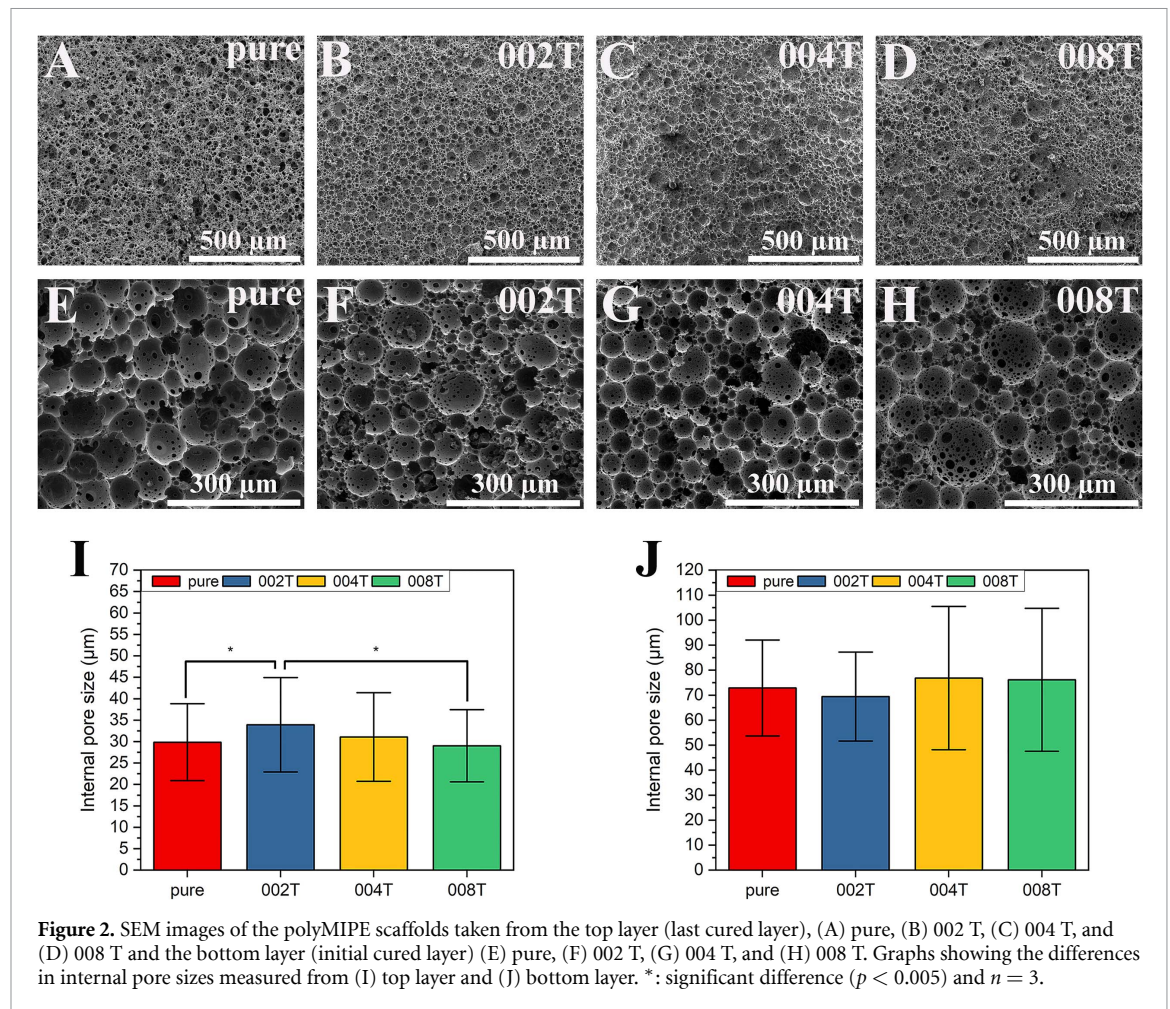 A pure B 002T C 004T D 008T
500 µm 500 µm 500 µm 500 µm
E pure F 002T G 004T H 008T
300 µm 300 µm 300 µm 300 µm
I
Internal pore size (µm)
70
65
60
55
50
45
40
35
30
25
20
15
10
5
0
pure 002T 004T 008T
* *
pure 002T 004T 008T
J
Internal pore size (µm)
120
110
100
90
80
70
60
50
40
30
20
10
0
pure 002T 004T 008T
pure 002T 004T 008T
Figure 2. SEM images of the polyMIPE scaffolds taken from the top layer (last cured layer), (A) pure, (B) 002 T, (C) 004 T, and
(D) 008 T and the bottom layer (initial cured layer) (E) pure, (F) 002 T, (G) 004 T, and (H) 008 T. Graphs showing the differences
in internal pore sizes measured from (I) top layer and (J) bottom layer. *: significant difference (p < 0.005) and n = 3.